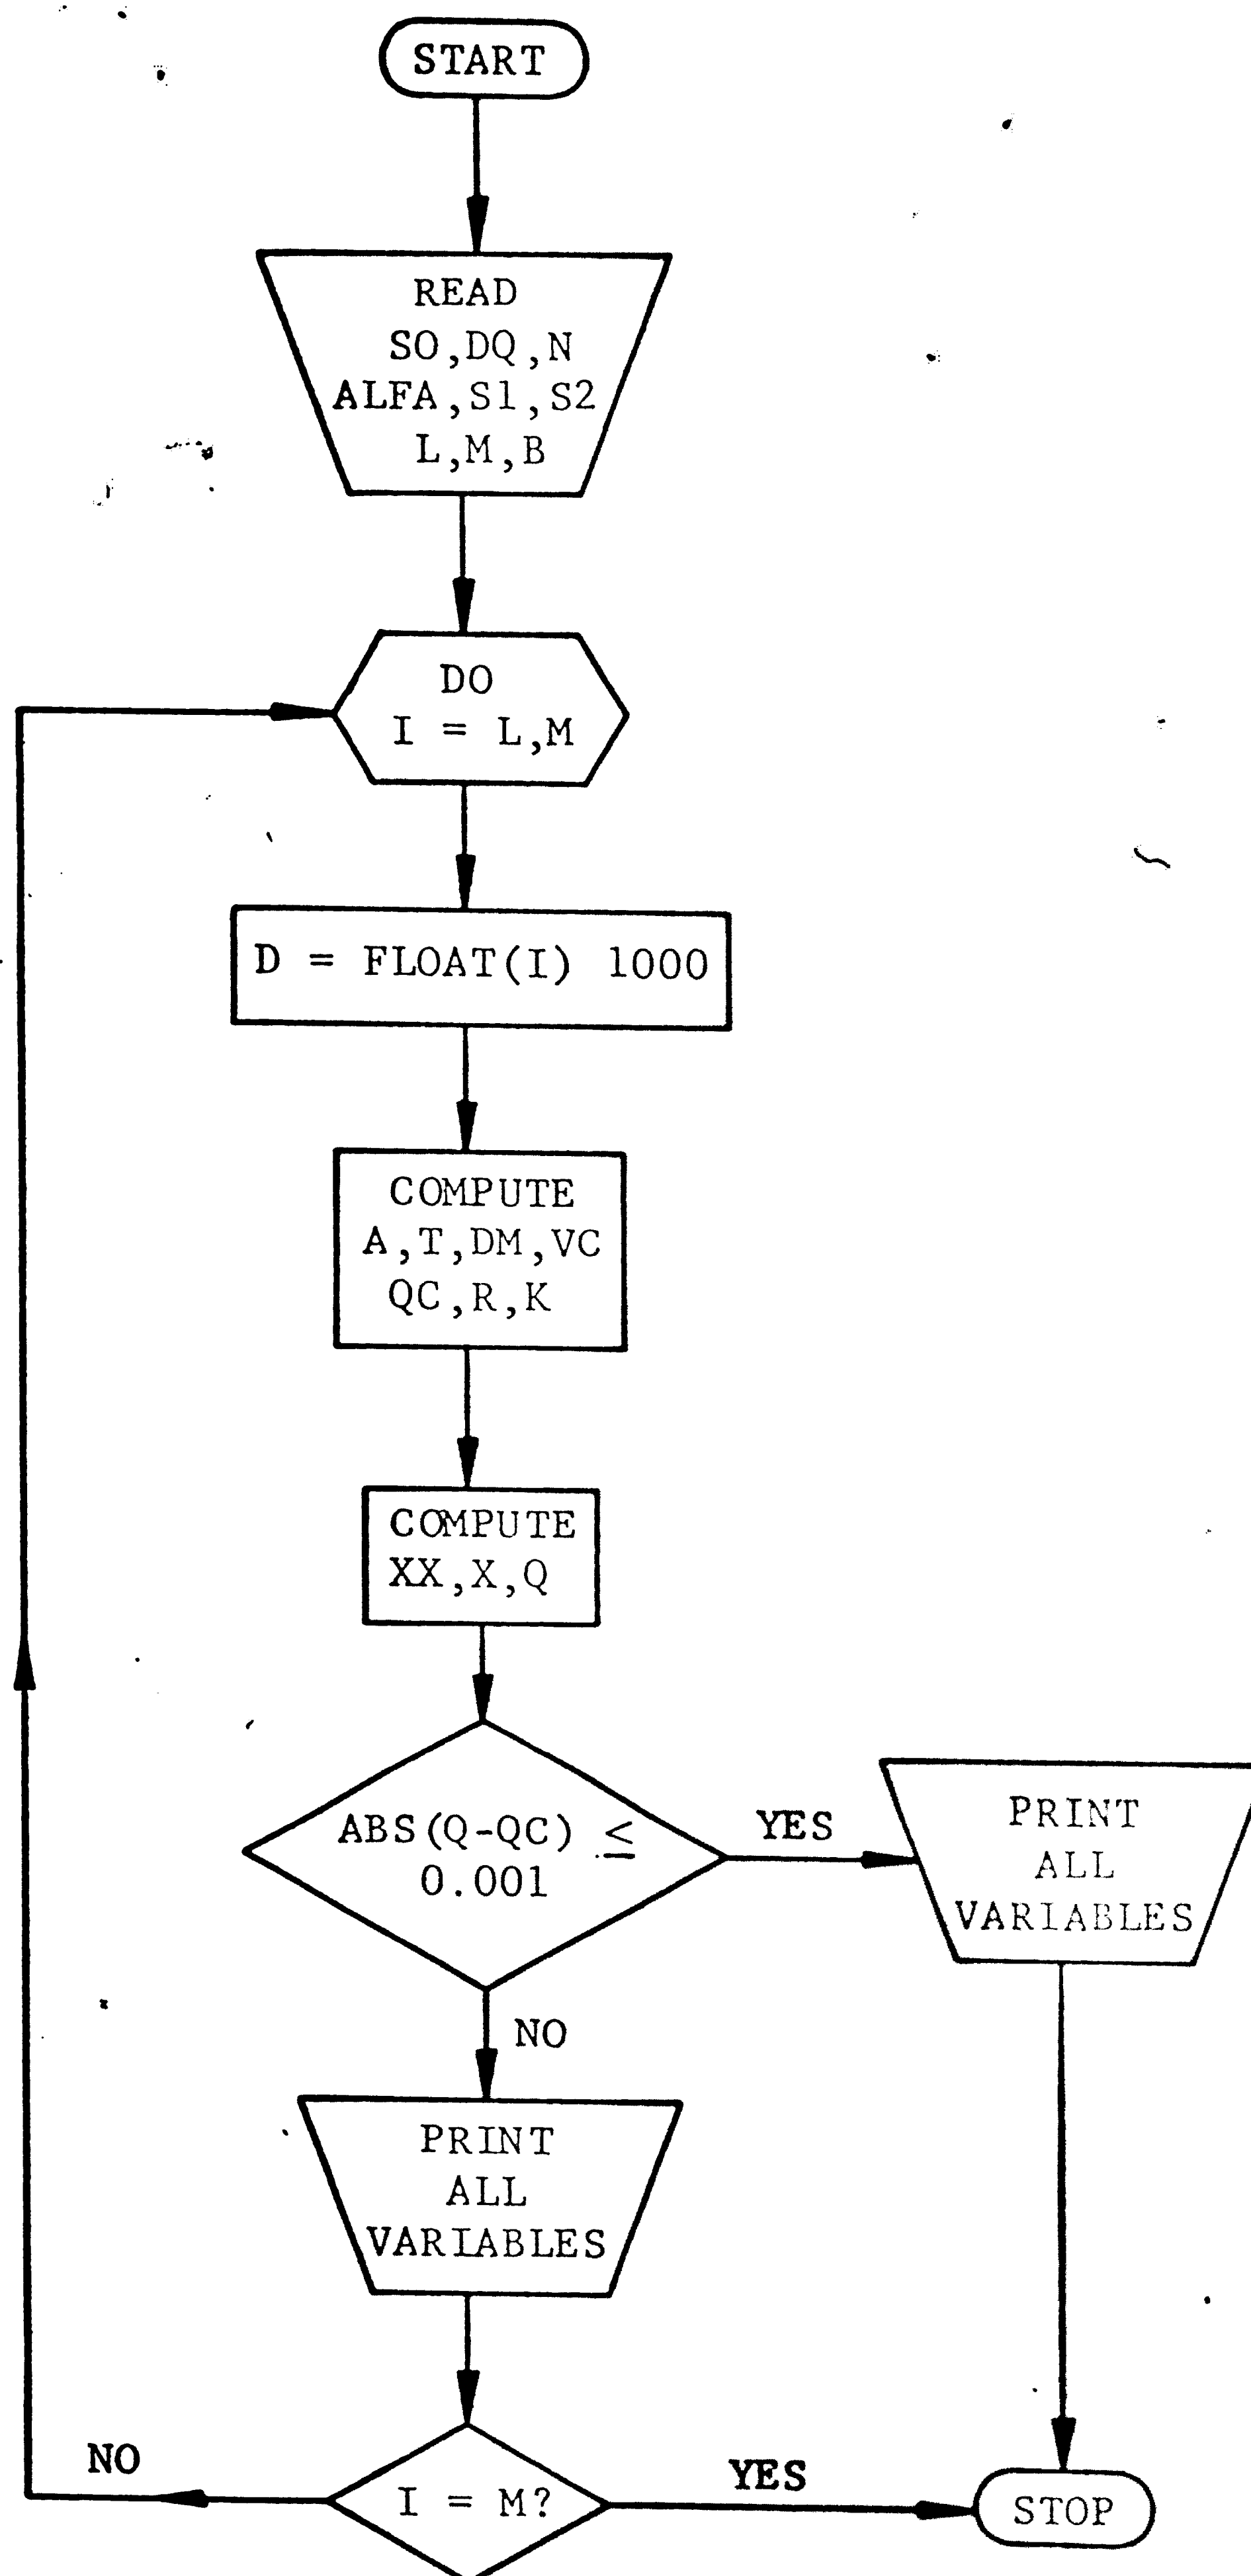 START
READ
SO,DQ,N
ALFA,S1,S2
L,M,B
DO
I = L,M
D = FLOAT(I) 1000
COMPUTE
A,T,DM,VC
QC,R,K
COMPUTE
XX,X,Q
ABS(Q-QC) ≤
0.001
YES
PRINT
ALL
VARIABLES
NO
PRINT
ALL
VARIABLES
NO
I = M?
YES
STOP